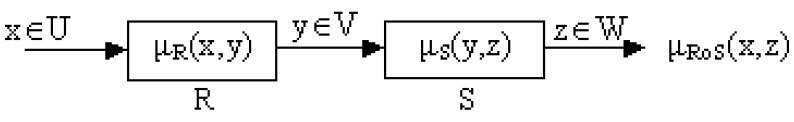 x∈U μR(x,y) y∈V μS(y,z) z∈W μRoS(x,z)
R S